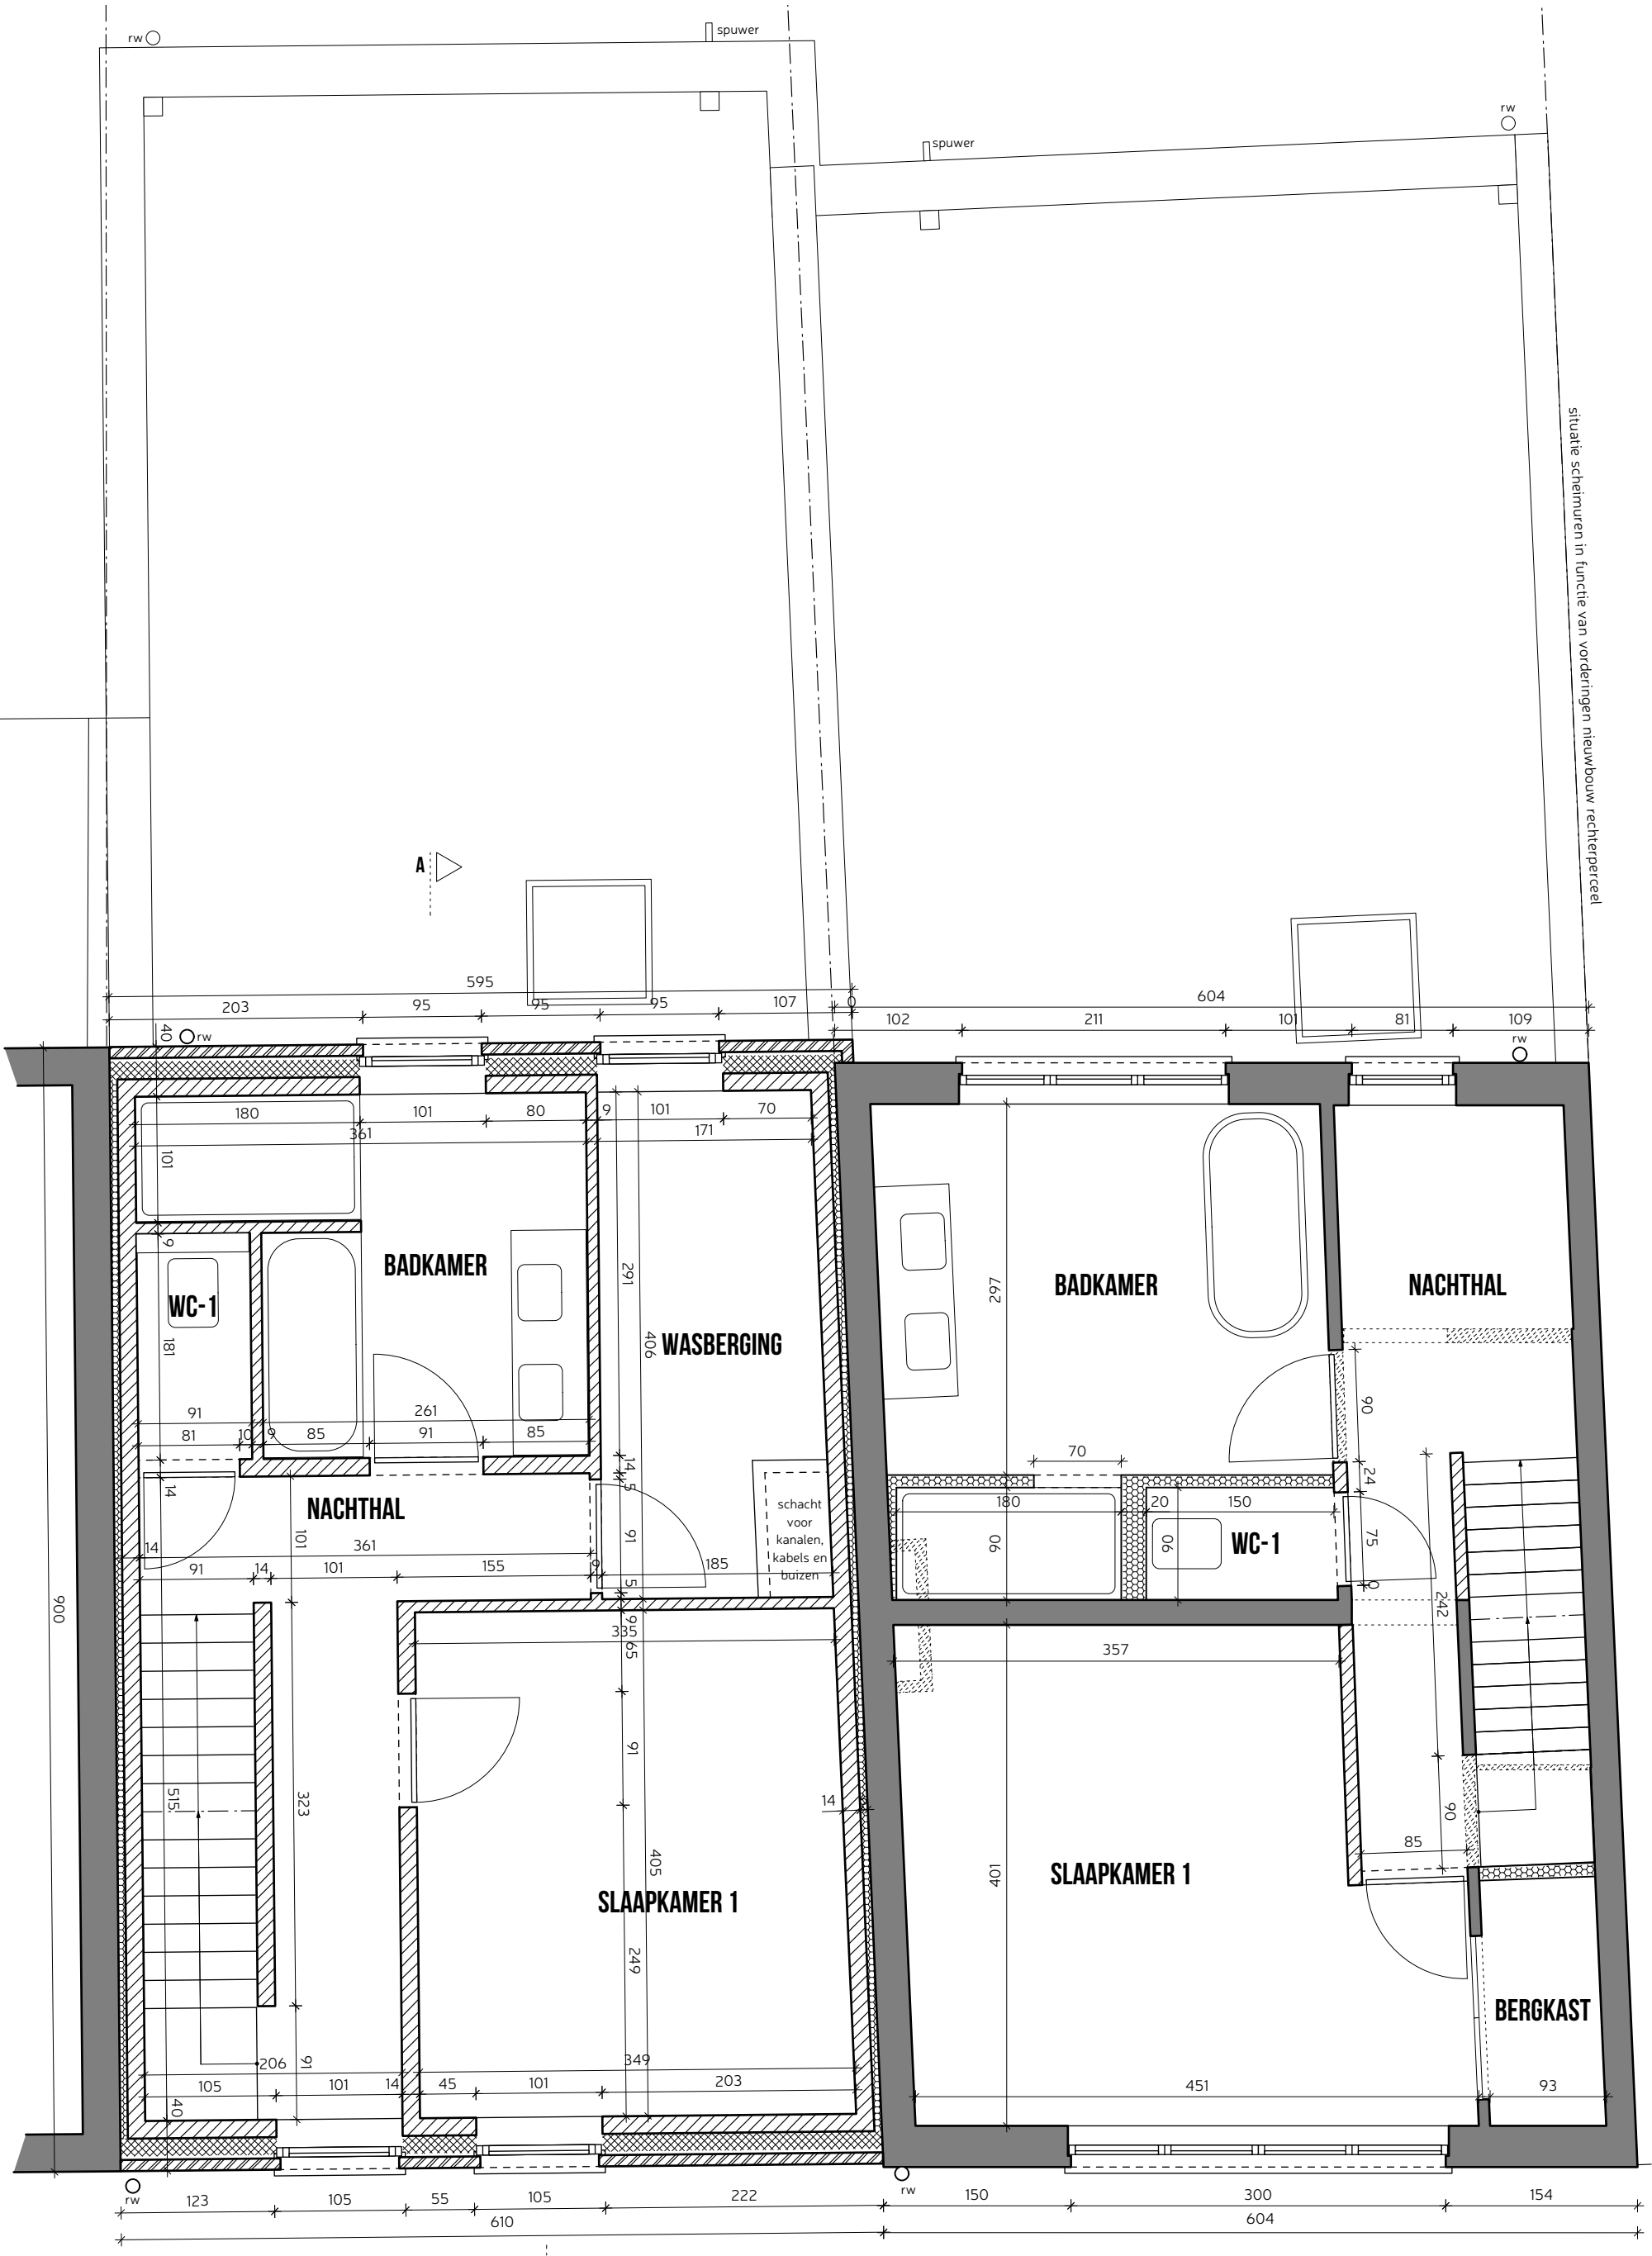 rw
spuwer
rw
spuwer
situatie scheimuren in functie van vorderingen nieuwbouw rechterperceel
A
595
203 95 95 95 107 0
604
102 211 101 81 109
40
rw
rw
180 101 80 9 101 70
361 171
101
9
BADKAMER
WC-1
181
291
406
WASBERGING
297
BADKAMER
NACHTHAL
91 261
81 10 9 85 91 85
14
14
5
NACHTHAL
schacht
voor
kanalen,
kabels en
buizen
70
180 20 150
90
90
WC-1
90
24
75
0
242
101
14 361
91 14 101 155 9 185
91
5
900
9
335
65
357
91
515
323
14
405
249
SLAAPKAMER 1
401
SLAAPKAMER 1
90
85
BERGKAST
206
91
349
105 101 14 45 101 203
40
451 93
rw
rw
123 105 55 105 222
150 300 154
610
604